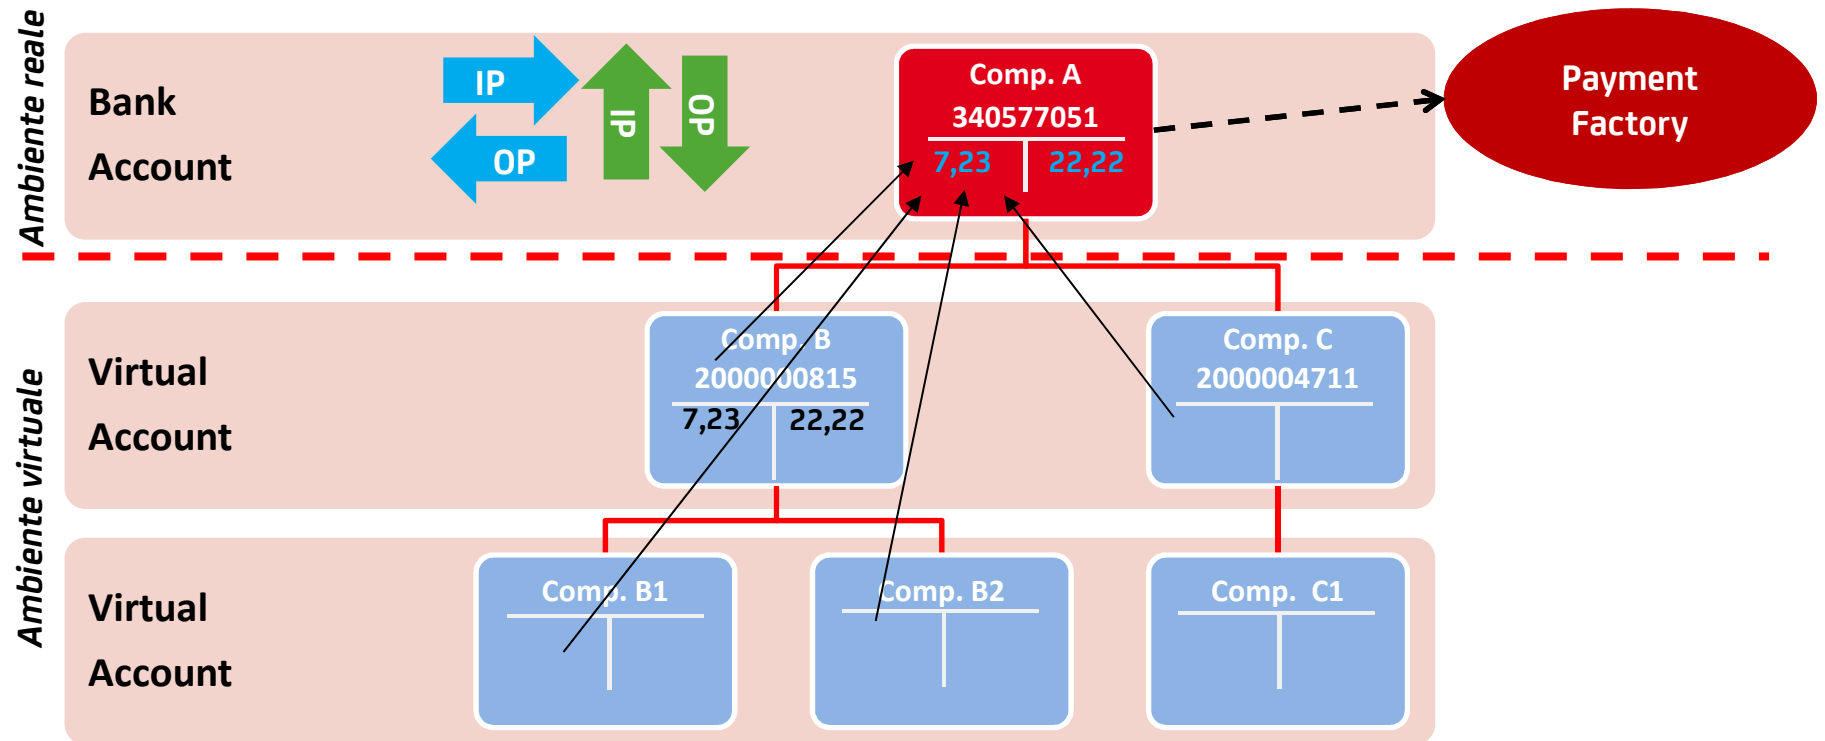 Ambiente reale
Bank
Account
IP
OP
IP
OP
Comp. A
340577051
7,23 22,22
Payment
Factory
Ambiente virtuale
Virtual
Account
Comp. B
2000000815
7,23 22,22
Comp. C
2000004711
Virtual
Account
Comp. B1
Comp. B2
Comp. C1